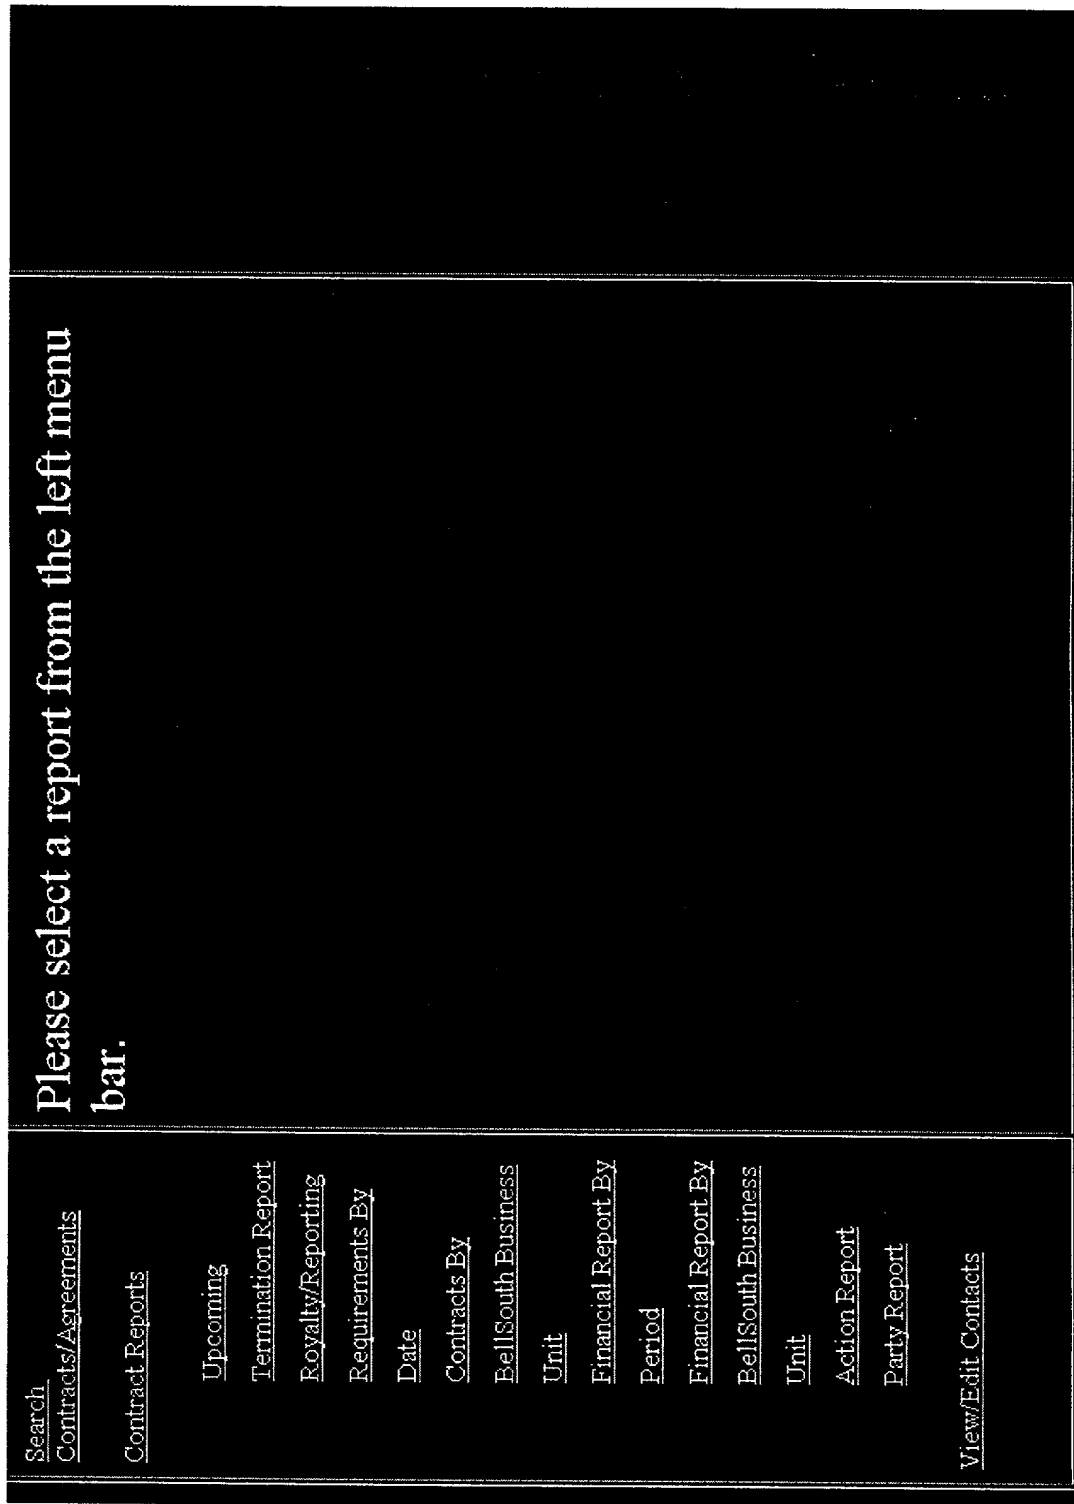 Search
Contracts/Agreements
Contract Reports
Upcoming
Termination Report
Royalty/Reporting
Requirements By
Date
Contracts By
BellSouth Business
Unit
Financial Report By
Period
Financial Report By
BellSouth Business
Unit
Action Report
Party Report
View/Edit Contacts
Please select a report from the left menu
bar.